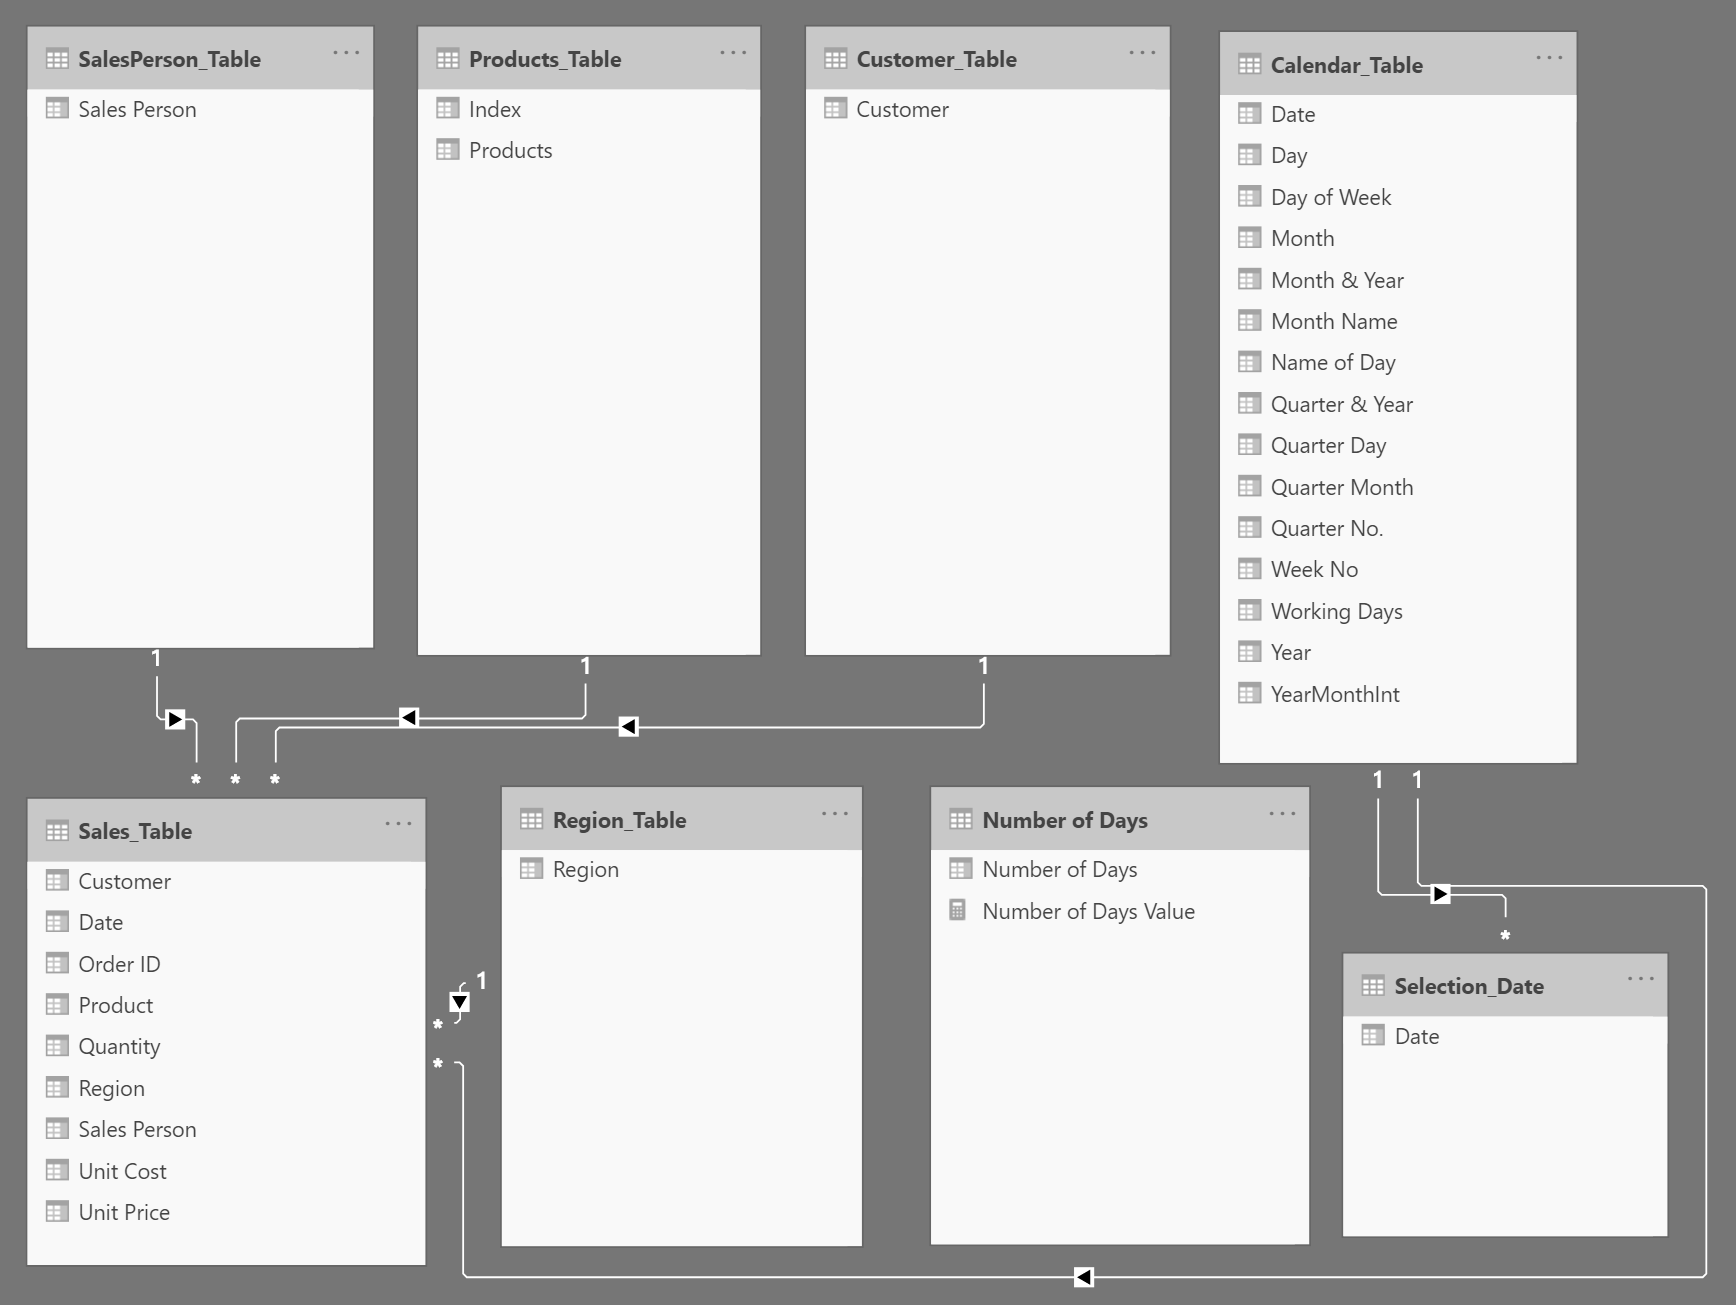 SalesPerson_Table
Sales Person
Products_Table
Index
Products
Customer_Table
Customer
Calendar_Table
Date
Day
Day of Week
Month
Month & Year
Month Name
Name of Day
Quarter & Year
Quarter Day
Quarter Month
Quarter No.
Week No
Working Days
Year
YearMonthInt
1
1
1
1 1
* * *
Sales_Table
Customer
Date
Order ID
Product
Quantity
Region
Sales Person
Unit Cost
Unit Price
1
*
*
Region_Table
Region
Number of Days
Number of Days
Number of Days Value
*
Selection_Date
Date